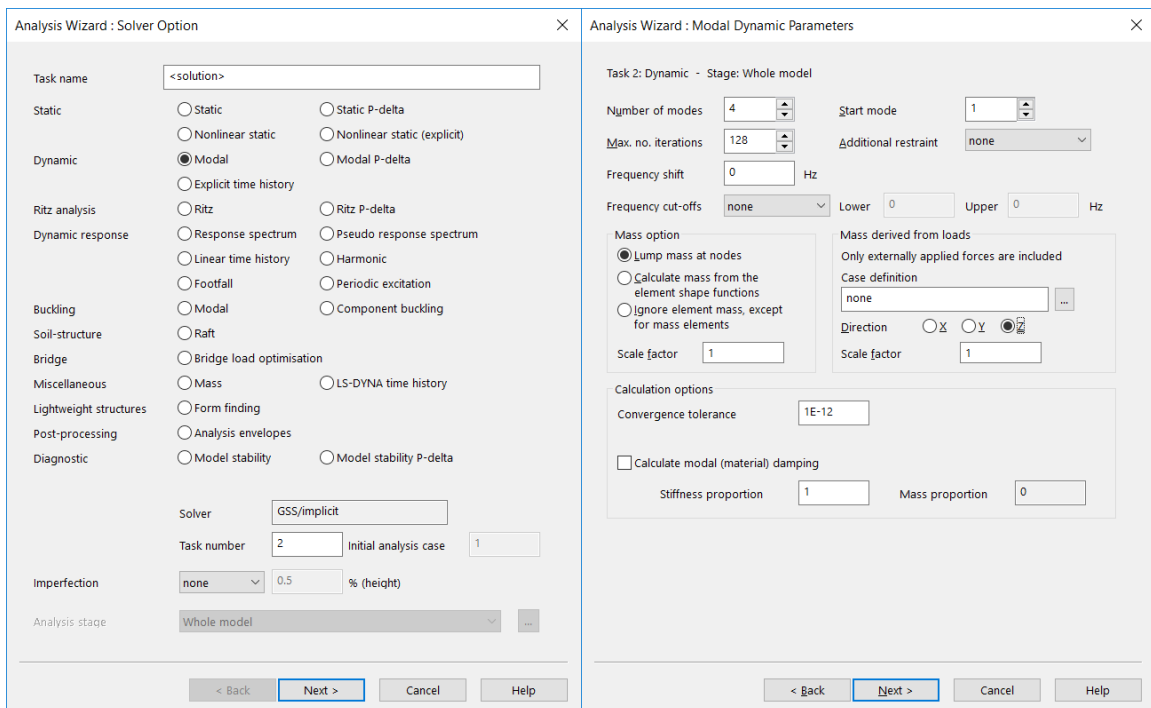 Analysis Wizard : Solver Option
Task name <solution>
Static Static Static P-delta
Nonlinear static Nonlinear static (explicit)
Dynamic Modal Modal P-delta
Explicit time history
Ritz analysis Ritz Ritz P-delta
Dynamic response Response spectrum Pseudo response spectrum
Linear time history Harmonic
Footfall Periodic excitation
Buckling Modal Component buckling
Soil-structure Raft
Bridge Bridge load optimisation
Miscellaneous Mass LS-DYNA time history
Lightweight structures Form finding
Post-processing Analysis envelopes
Diagnostic Model stability Model stability P-delta
Solver GSS/implicit
Task number 2 Initial analysis case 1
Imperfection none 0.5 % (height)
Analysis stage Whole model ...
< Back Next > Cancel Help
Analysis Wizard : Modal Dynamic Parameters
Task 2: Dynamic - Stage: Whole model
Number of modes 4 Start mode 1
Max. no. iterations 128 Additional restraint none
Frequency shift 0 Hz
Frequency cut-offs none Lower 0 Upper 0 Hz
Mass option
Lump mass at nodes
Calculate mass from the
element shape functions
Ignore element mass, except
for mass elements
Scale factor 1
Mass derived from loads
Only externally applied forces are included
Case definition
none ...
Direction X Y Z
Scale factor 1
Calculation options
Convergence tolerance 1E-12
Calculate modal (material) damping
Stiffness proportion 1 Mass proportion 0
< Back Next > Cancel Help